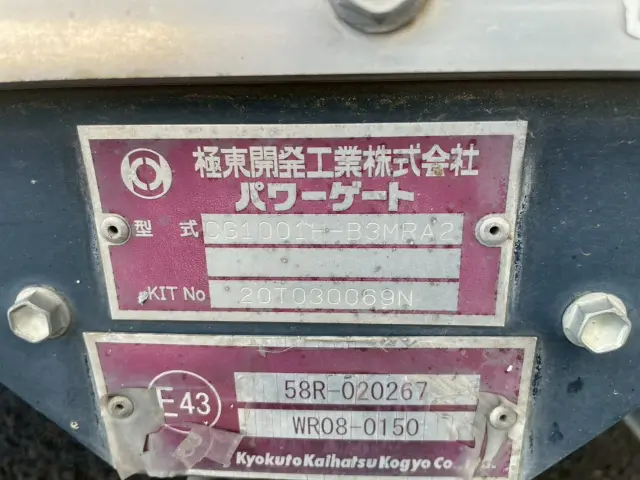 極東開発工業株式会社
パワーゲート
型式 CG1001--B3MRA2
KIT No 20T030069N
E43
58R-020267
WR08-0150
Kyokuto Kaihatsu Kogyo Co